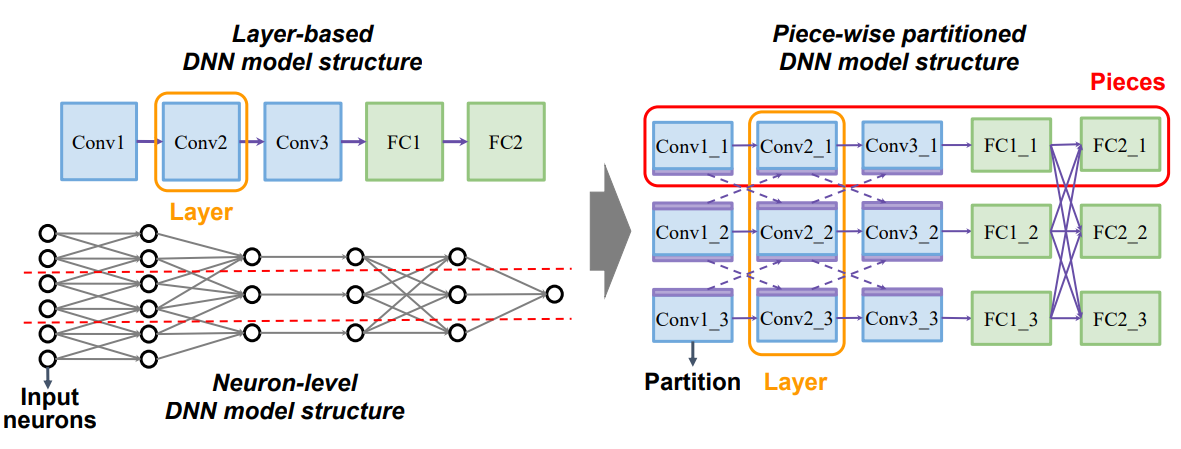 Layer-based
DNN model structure
Conv1
Conv2
Conv3
FC1
FC2
Layer
Input
neurons
Neuron-level
DNN model structure
Piece-wise partitioned
DNN model structure
Pieces
Conv1_1
Conv2_1
Conv3_1
FC1_1
FC2_1
Conv1_2
Conv2_2
Conv3_2
FC1_2
FC2_2
Conv1_3
Conv2_3
Conv3_3
FC1_3
FC2_3
Partition
Layer